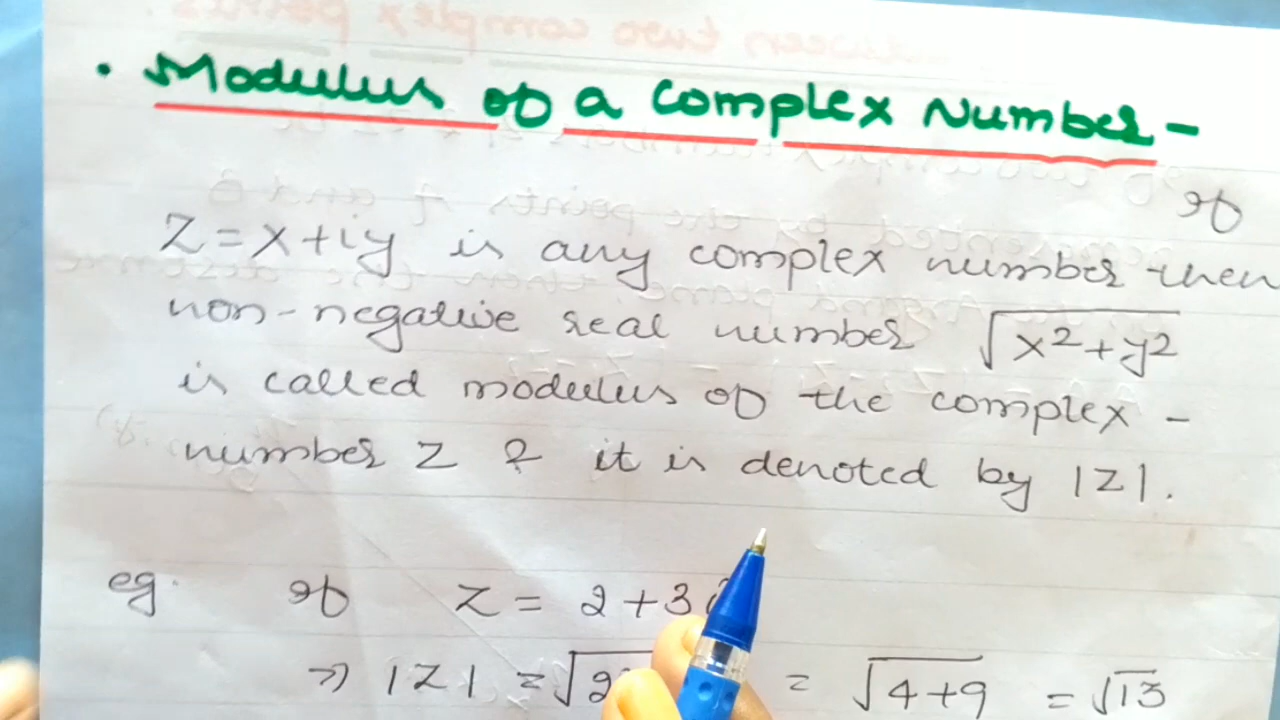 • Modulus of a complex Number -
If
Z = x + iy is any complex number then
non-negative real number √x²+y²
is called modulus of the complex -
number Z & it is denoted by |Z|.
eg. If Z = 2 + 3i
⇒ |Z| = √2 = √4+9 = √13